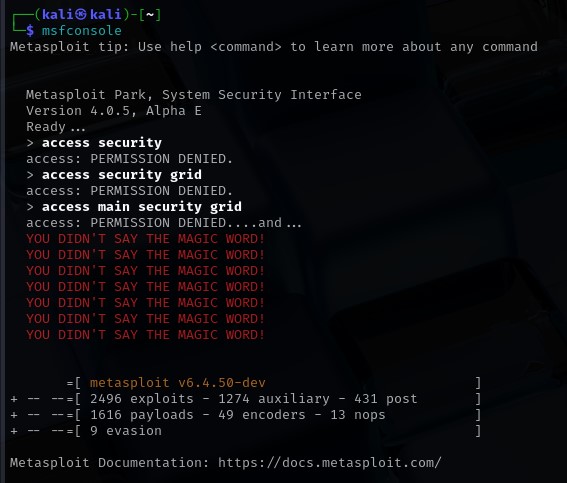 ┌──(kali㉿kali)-[~]
└─$ msfconsole
Metasploit tip: Use help <command> to learn more about any command
Metasploit Park, System Security Interface
Version 4.0.5, Alpha E
Ready...
> access security
access: PERMISSION DENIED.
> access security grid
access: PERMISSION DENIED.
> access main security grid
access: PERMISSION DENIED....and...
YOU DIDN'T SAY THE MAGIC WORD!
YOU DIDN'T SAY THE MAGIC WORD!
YOU DIDN'T SAY THE MAGIC WORD!
YOU DIDN'T SAY THE MAGIC WORD!
YOU DIDN'T SAY THE MAGIC WORD!
YOU DIDN'T SAY THE MAGIC WORD!
YOU DIDN'T SAY THE MAGIC WORD!
=[ metasploit v6.4.50-dev ]
+ -- --=[ 2496 exploits - 1274 auxiliary - 431 post ]
+ -- --=[ 1616 payloads - 49 encoders - 13 nops ]
+ -- --=[ 9 evasion ]
Metasploit Documentation: https://docs.metasploit.com/